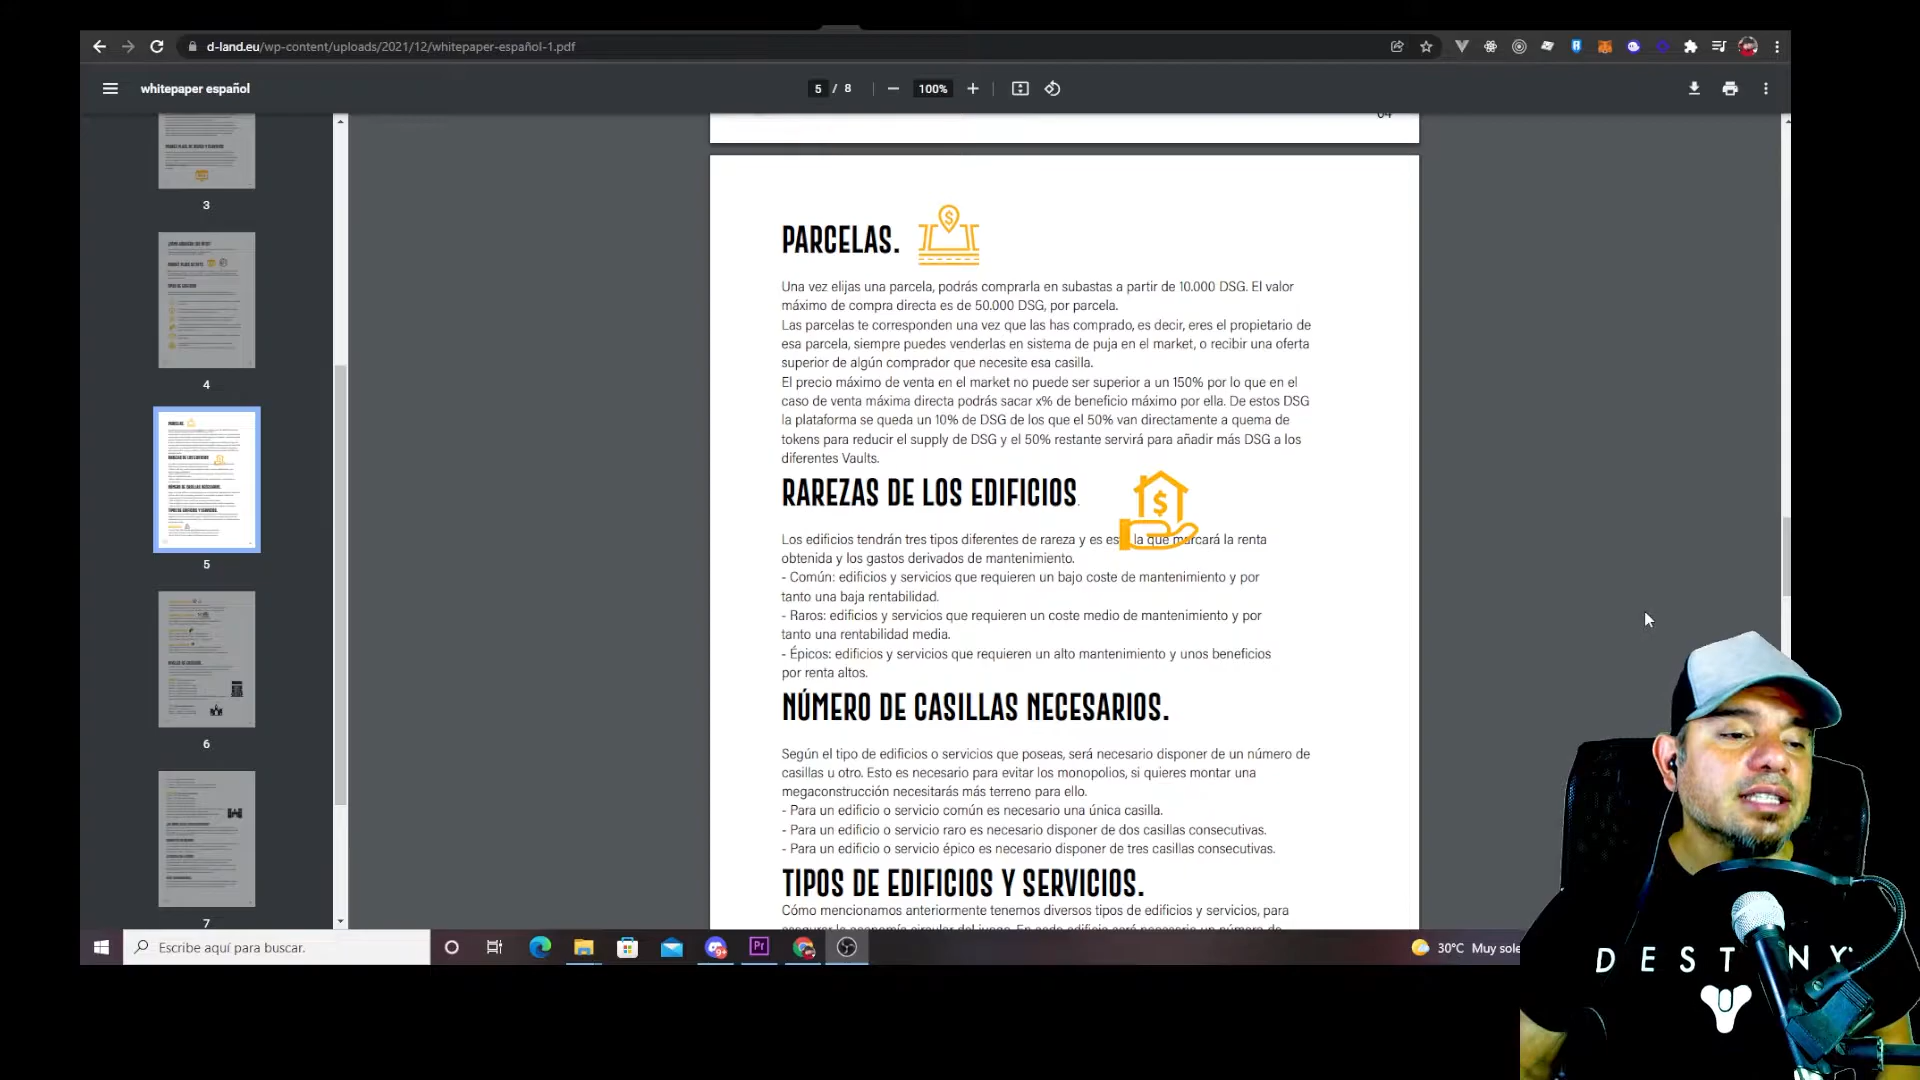 d-land.eu/wp-content/uploads/2021/12/whitepaper-español-1.pdf
whitepaper español
5 / 8
100%
04
3
4
5
6
7
PARCELAS.
Una vez elijas una parcela, podrás comprarla en subastas a partir de 10.000 DSG. El valor
máximo de compra directa es de 50.000 DSG, por parcela.
Las parcelas te corresponden una vez que las has comprado, es decir, eres el propietario de
esa parcela, siempre puedes venderlas en sistema de puja en el market, o recibir una oferta
superior de algún comprador que necesite esa casilla.
El precio máximo de venta en el market no puede ser superior a un 150% por lo que en el
caso de venta máxima directa podrás sacar x% de beneficio máximo por ella. De estos DSG
la plataforma se queda un 10% de DSG de los que el 50% van directamente a quema de
tokens para reducir el supply de DSG y el 50% restante servirá para añadir más DSG a los
diferentes Vaults.
RAREZAS DE LOS EDIFICIOS.
Los edificios tendrán tres tipos diferentes de rareza y es la que marcará la renta
obtenida y los gastos derivados de mantenimiento.
- Común: edificios y servicios que requieren un bajo coste de mantenimiento y por
tanto una baja rentabilidad.
- Raros: edificios y servicios que requieren un coste medio de mantenimiento y por
tanto una rentabilidad media.
- Épicos: edificios y servicios que requieren un alto mantenimiento y unos beneficios
por renta altos.
NÚMERO DE CASILLAS NECESARIOS.
Según el tipo de edificios o servicios que poseas, será necesario disponer de un número de
casillas u otro. Esto es necesario para evitar los monopolios, si quieres montar una
megaconstrucción necesitarás más terreno para ello.
- Para un edificio o servicio común es necesario una única casilla.
- Para un edificio o servicio raro es necesario disponer de dos casillas consecutivas.
- Para un edificio o servicio épico es necesario disponer de tres casillas consecutivas.
TIPOS DE EDIFICIOS Y SERVICIOS.
Cómo mencionamos anteriormente tenemos diversos tipos de edificios y servicios, para
Escribe aquí para buscar.
Pr
30°C Muy sole
DESTINY